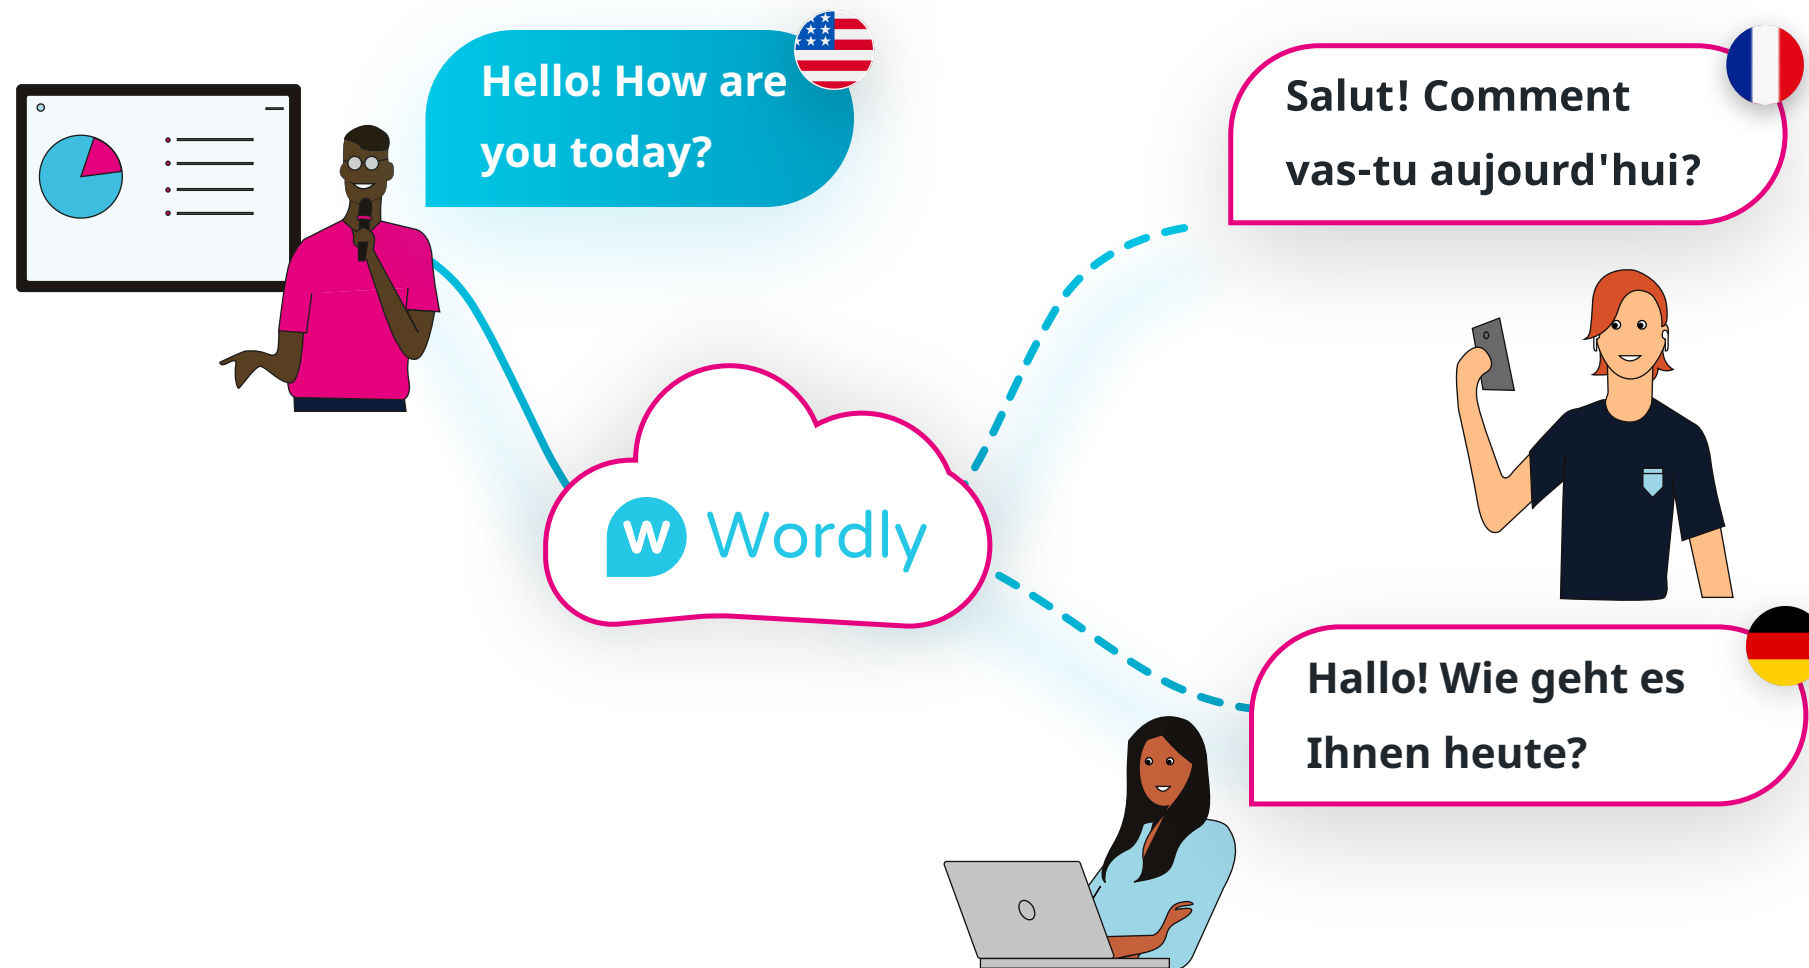 Hello! How are
you today?
Salut! Comment
vas-tu aujourd'hui?
W Wordly
Hallo! Wie geht es
Ihnen heute?